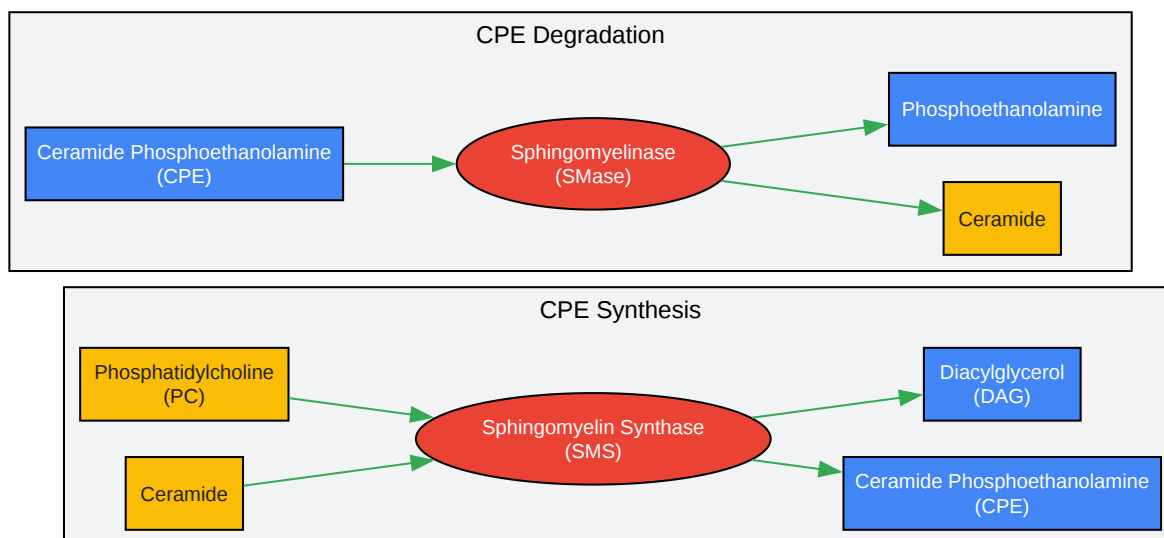 CPE Degradation
Ceramide Phosphoethanolamine
(CPE)
Sphingomyelinase
(SMase)
Phosphoethanolamine
Ceramide
CPE Synthesis
Phosphatidylcholine
(PC)
Ceramide
Sphingomyelin Synthase
(SMS)
Diacylglycerol
(DAG)
Ceramide Phosphoethanolamine
(CPE)